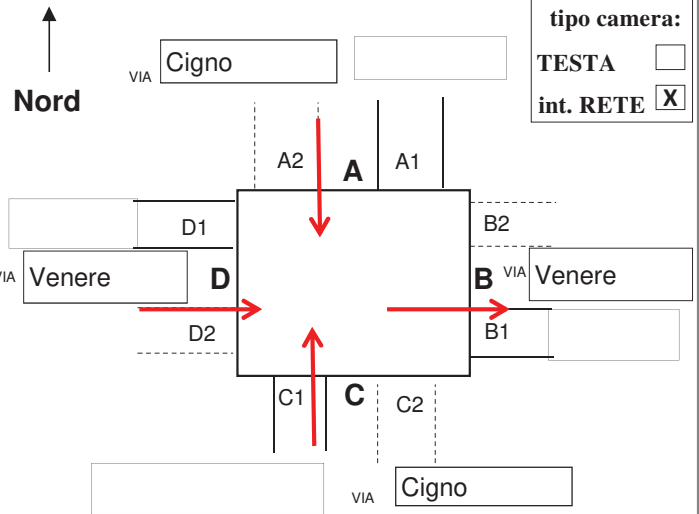 tipo camera:
VIA Cigno
TESTA
Nord
int. RETE X
A2 A A1
D1 B2
VIA Venere D B VIA Venere
D2 B1
C1 C C2
VIA Cigno